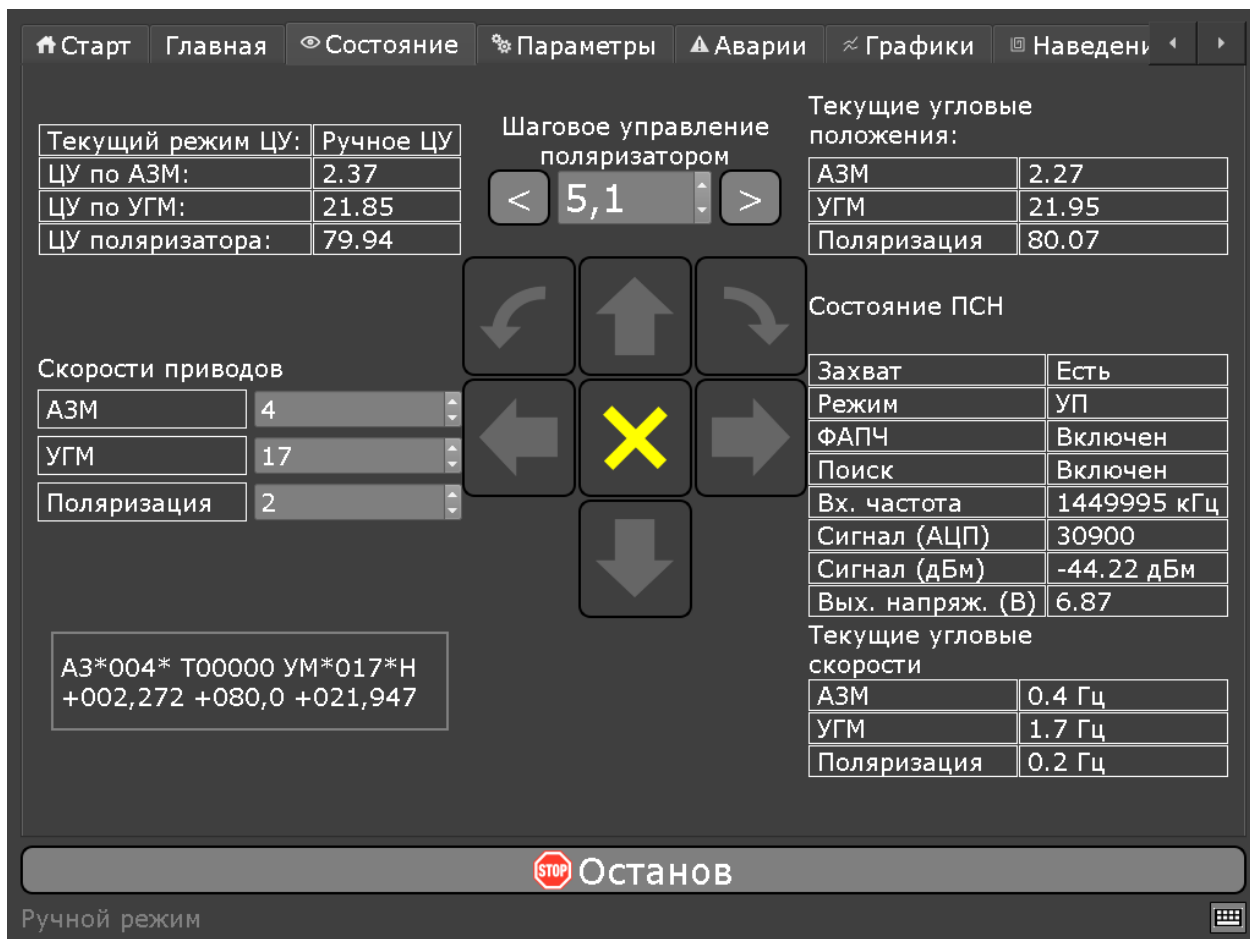 Старт Главная Состояние Параметры Аварии Графики Наведени
Текущий режим ЦУ: Ручное ЦУ
ЦУ по АЗМ: 2.37
ЦУ по УГМ: 21.85
ЦУ поляризатора: 79.94
Шаговое управление
поляризатором
< 5,1 >
Текущие угловые
положения:
АЗМ 2.27
УГМ 21.95
Поляризация 80.07
Скорости приводов
АЗМ 4
УГМ 17
Поляризация 2
Состояние ПСН
Захват Есть
Режим УП
ФАПЧ Включен
Поиск Включен
Вх. частота 1449995 кГц
Сигнал (АЦП) 30900
Сигнал (дБм) -44.22 дБм
Вых. напряж. (В) 6.87
Текущие угловые
скорости
АЗМ 0.4 Гц
УГМ 1.7 Гц
Поляризация 0.2 Гц
АЗ*004* Т00000 УМ*017*Н
+002,272 +080,0 +021,947
STOP Останов
Ручной режим